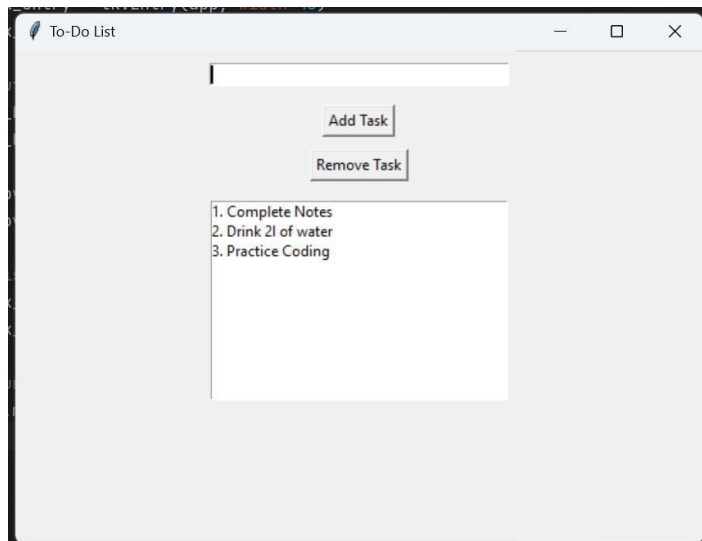 To-Do List
Add Task
Remove Task
1. Complete Notes
2. Drink 2l of water
3. Practice Coding